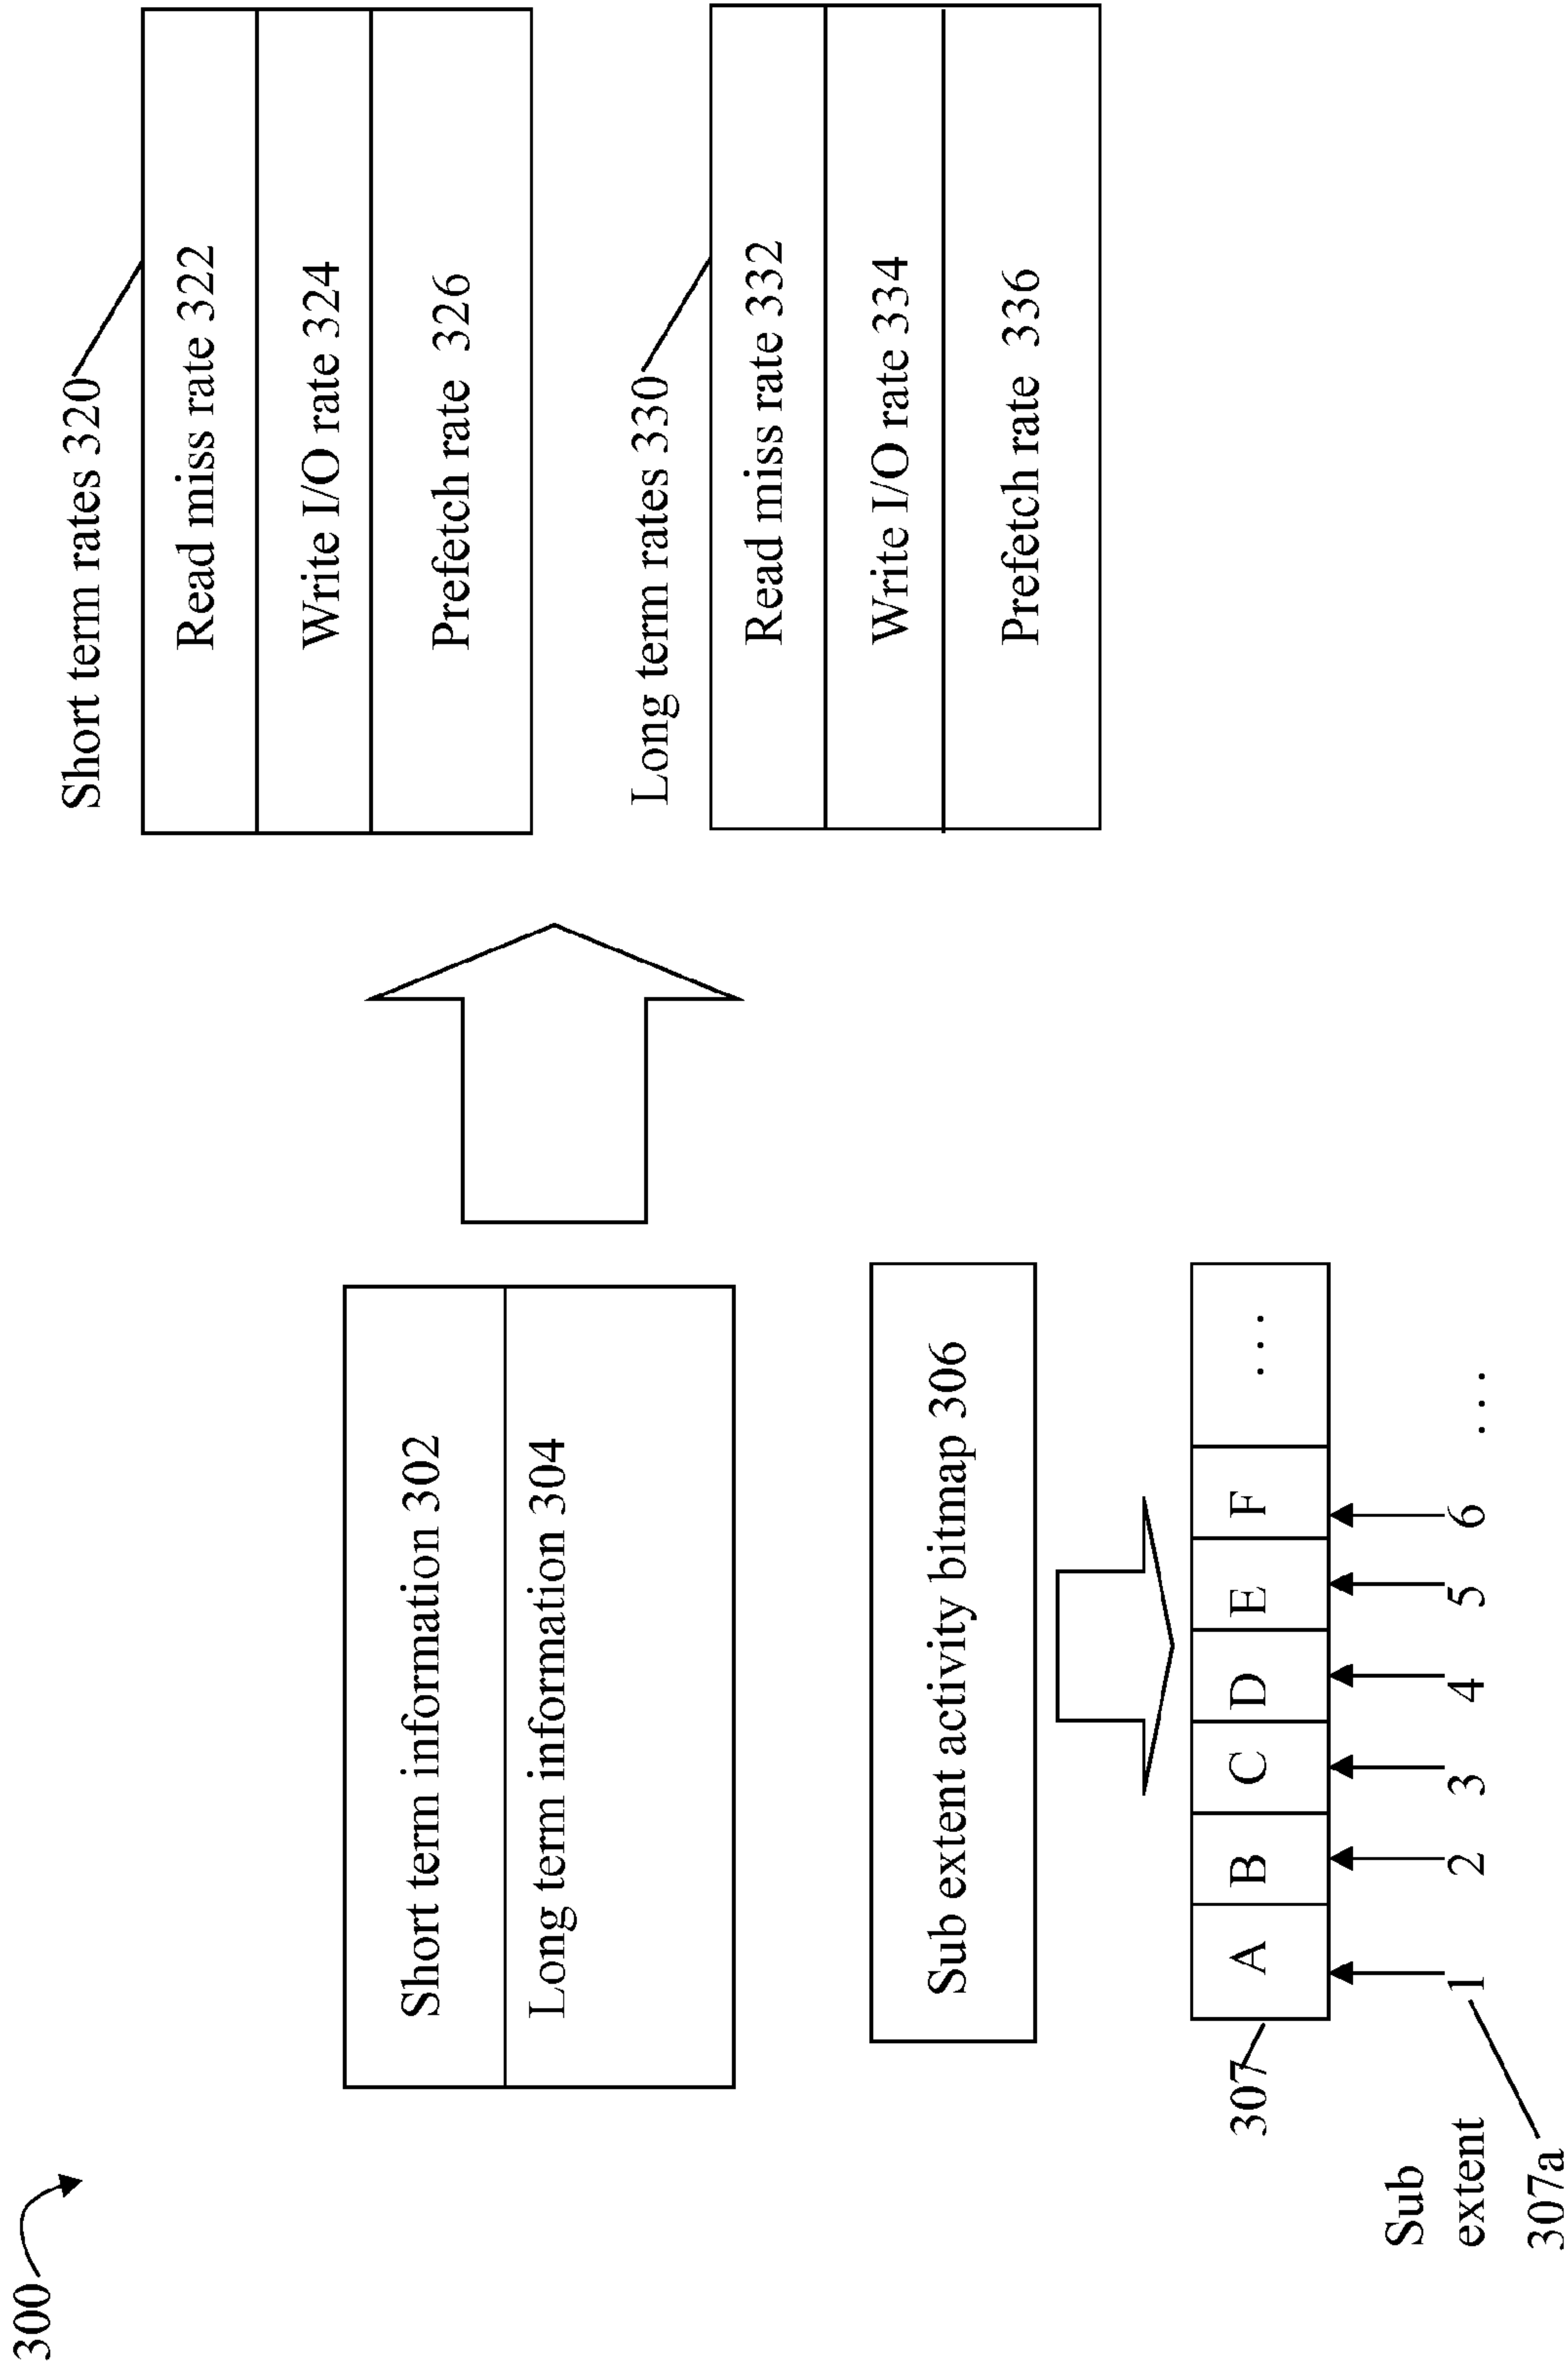 300
Short term information 302
Long term information 304
Short term rates 320
Read miss rate 322
Write I/O rate 324
Prefetch rate 326
Long term rates 330
Read miss rate 332
Write I/O rate 334
Prefetch rate 336
Sub extent activity bitmap 306
307 A B C D E F ...
Sub
extent 1 2 3 4 5 6 ...
307a